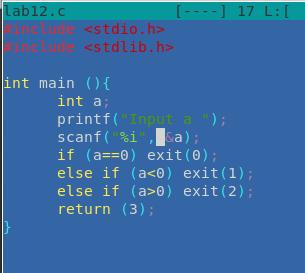 lab12.c [----] 17 L:[
#include <stdio.h>
#include <stdlib.h>
int main (){
int a;
printf("Input a ");
scanf("%i", &a);
if (a==0) exit(0);
else if (a<0) exit(1);
else if (a>0) exit(2);
return (3);
}